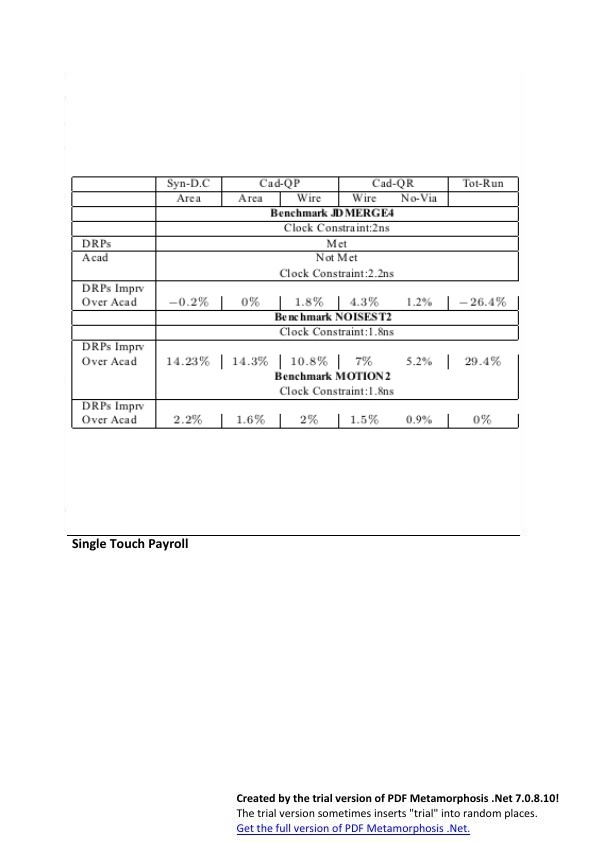 Syn-D.C Cad-QP Cad-QR Tot-Run
Area Area Wire Wire No-Via
Benchmark JDMERGE4
Clock Constraint:2ns
DRPs Met
Acad Not Met
Clock Constraint:2.2ns
DRPs Imprv
Over Acad −0.2% 0% 1.8% 4.3% 1.2% −26.4%
Benchmark NOISEST2
Clock Constraint:1.8ns
DRPs Imprv
Over Acad 14.23% 14.3% 10.8% 7% 5.2% 29.4%
Benchmark MOTION2
Clock Constraint:1.8ns
DRPs Imprv
Over Acad 2.2% 1.6% 2% 1.5% 0.9% 0%
Single Touch Payroll
Created by the trial version of PDF Metamorphosis .Net 7.0.8.10!
The trial version sometimes inserts "trial" into random places.
Get the full version of PDF Metamorphosis .Net.